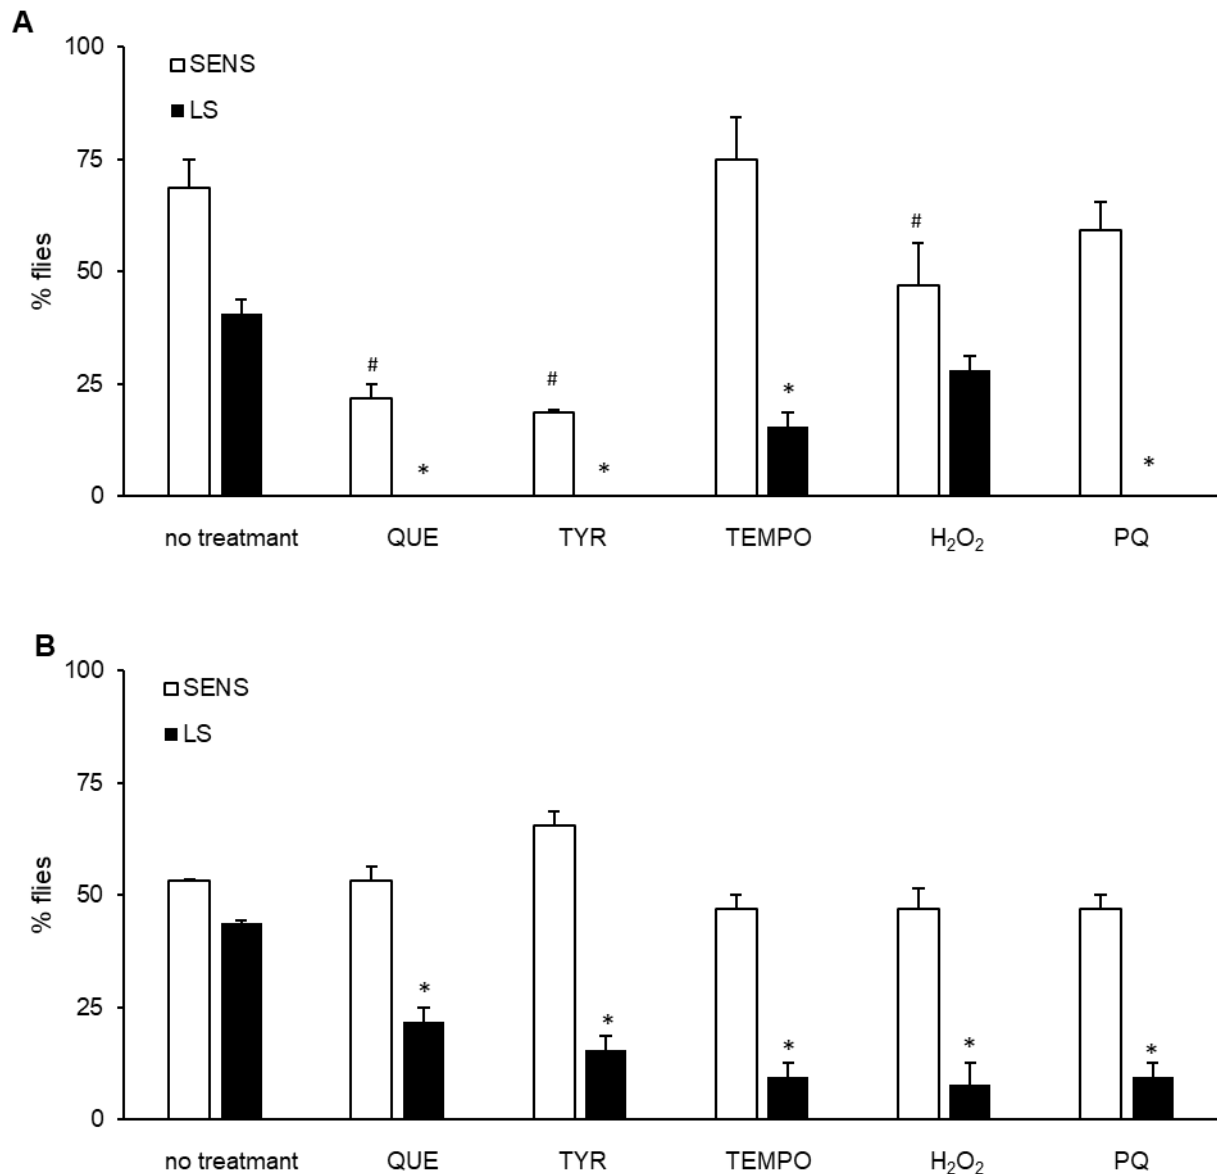 A
100
SENS
LS
75
50
25
0
% flies
#
*
#
*
*
#
*
no treatmant QUE TYR TEMPO H₂O₂ PQ
B
100
SENS
LS
75
50
25
0
% flies
*
*
*
*
*
no treatmant QUE TYR TEMPO H₂O₂ PQ